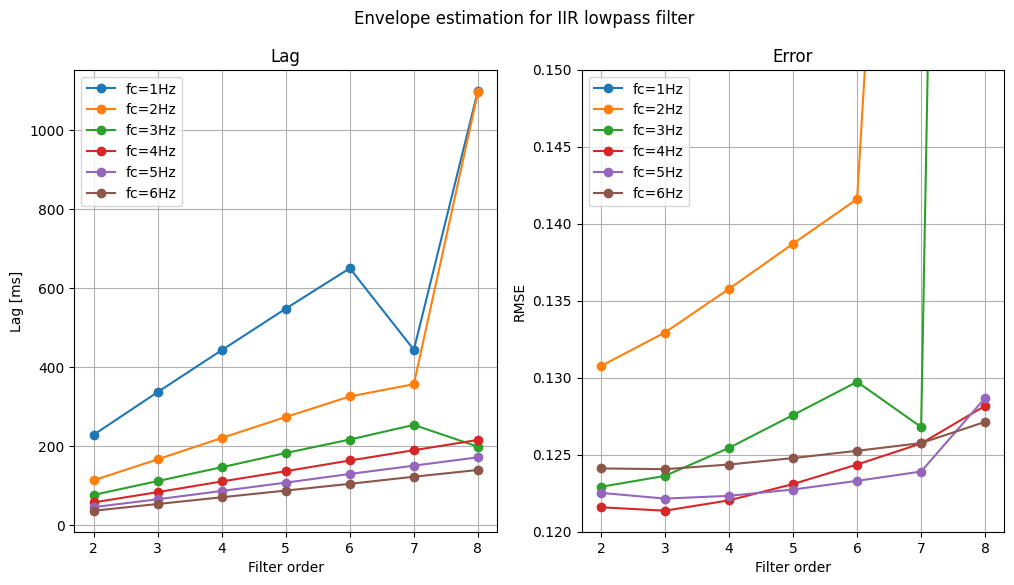 Envelope estimation for IIR lowpass filter
Lag
fc=1Hz
fc=2Hz
fc=3Hz
fc=4Hz
fc=5Hz
fc=6Hz
1000
800
600
400
200
0
Lag [ms]
2 3 4 5 6 7 8
Filter order
Error
fc=1Hz
fc=2Hz
fc=3Hz
fc=4Hz
fc=5Hz
fc=6Hz
0.150
0.145
0.140
0.135
0.130
0.125
0.120
RMSE
2 3 4 5 6 7 8
Filter order